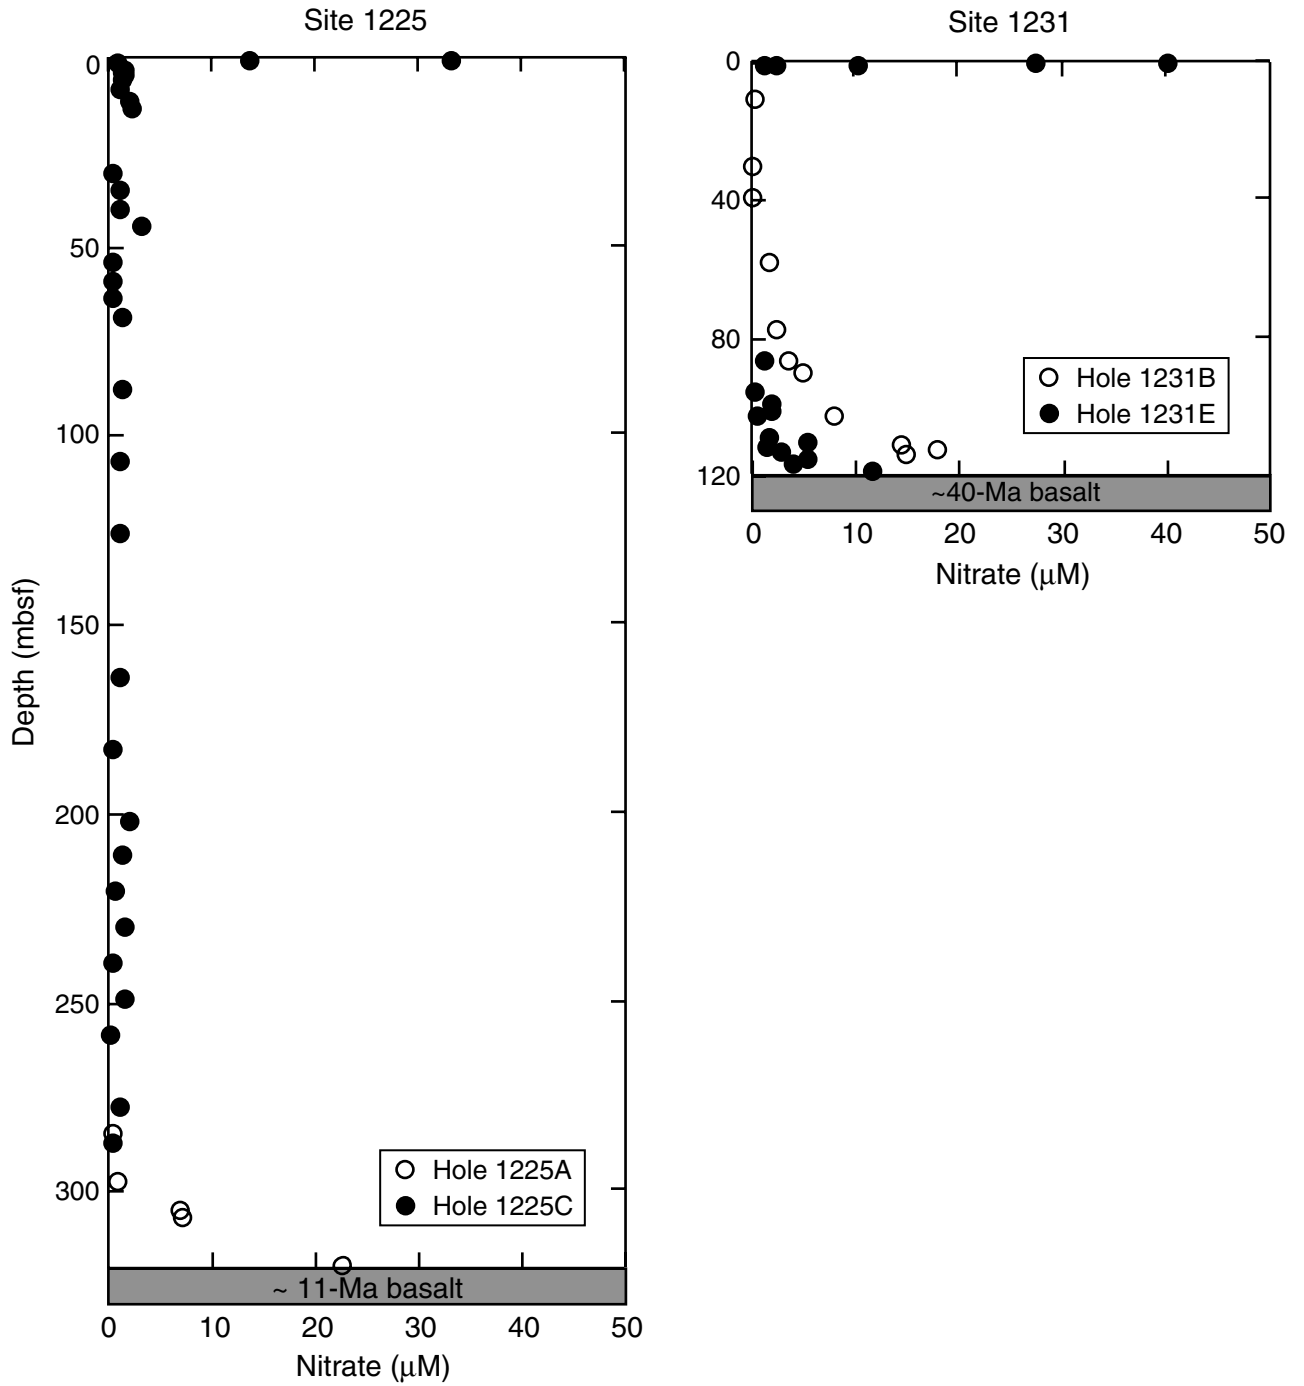 Site 1225
0
50
100
150
200
250
300
Depth (mbsf)
Hole 1225A
Hole 1225C
~ 11-Ma basalt
0 10 20 30 40 50
Nitrate (μM)
Site 1231
0
40
80
120
Hole 1231B
Hole 1231E
~40-Ma basalt
0 10 20 30 40 50
Nitrate (μM)